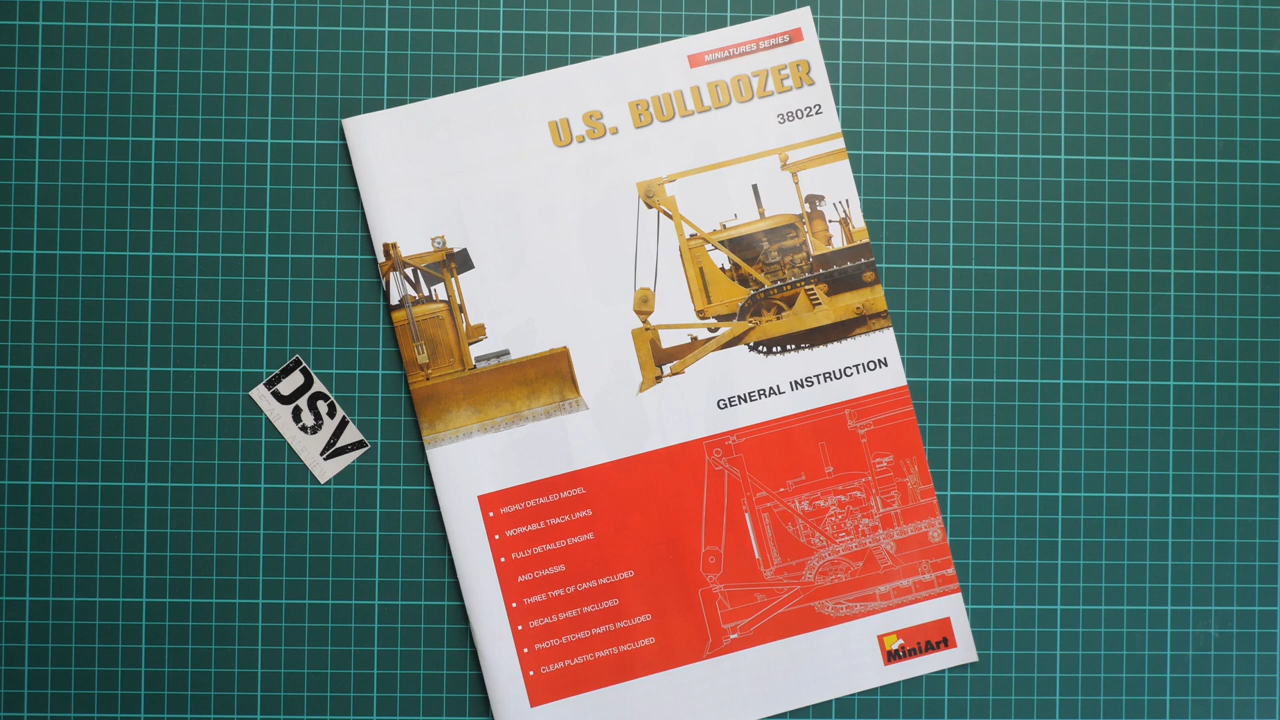 MINIATURES SERIES
U.S. BULLDOZER
38022
GENERAL INSTRUCTION
HIGHLY DETAILED MODEL
WORKABLE TRACK LINKS
FULLY DETAILED ENGINE
AND CHASSIS
THREE TYPE OF CANS INCLUDED
DECALS SHEET INCLUDED
PHOTO-ETCHED PARTS INCLUDED
CLEAR PLASTIC PARTS INCLUDED
MiniArt
DSV